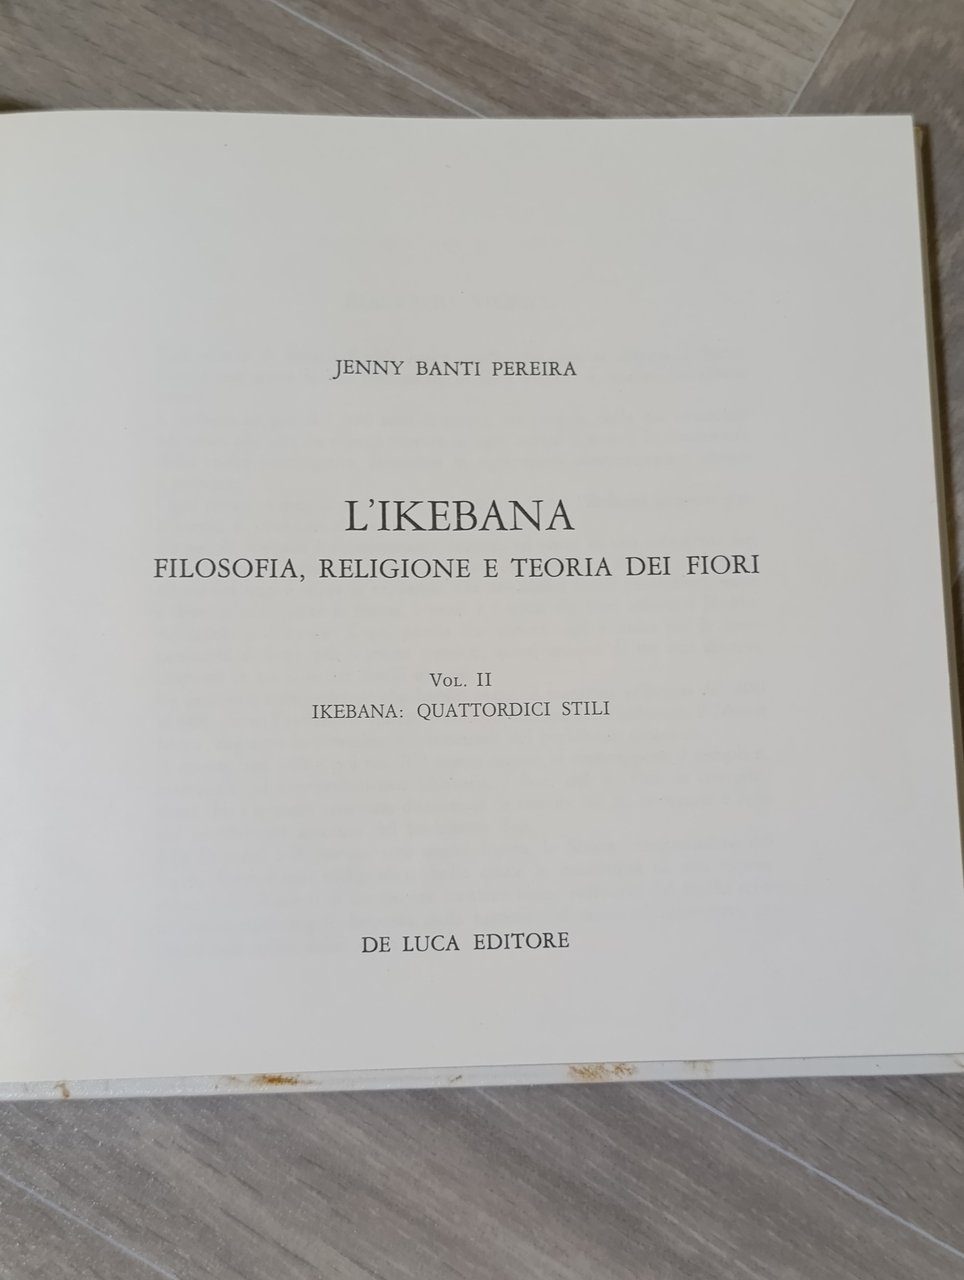 JENNY BANTI PEREIRA
L'IKEBANA
FILOSOFIA, RELIGIONE E TEORIA DEI FIORI
VOL. II
IKEBANA: QUATTORDICI STILI
DE LUCA EDITORE